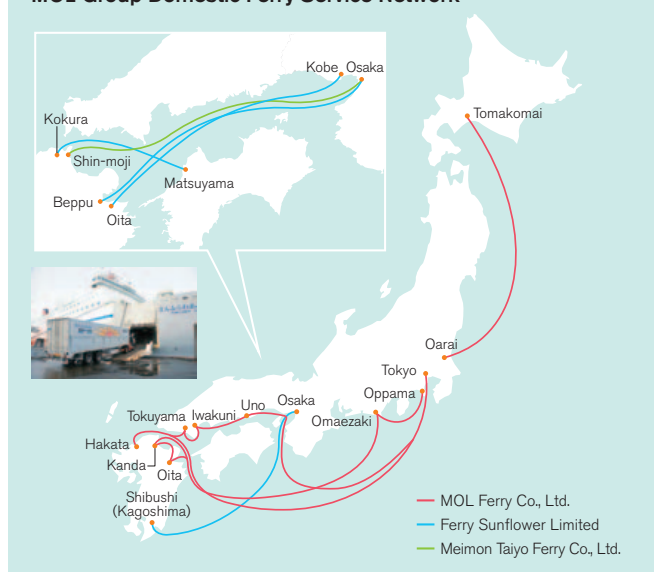 MOL Group Domestic Ferry Service Network
Kobe Osaka
Kokura
Shin-moji
Matsuyama
Beppu
Oita
Tomakomai
Oarai
Tokyo
Oppama
Omaezaki
Osaka
Uno
Iwakuni
Tokuyama
Hakata
Kanda
Oita
Shibushi
(Kagoshima)
MOL Ferry Co., Ltd.
Ferry Sunflower Limited
Meimon Taiyo Ferry Co., Ltd.